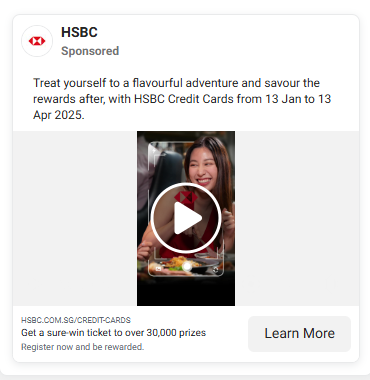 HSBC
Sponsored
Treat yourself to a flavourful adventure and savour the
rewards after, with HSBC Credit Cards from 13 Jan to 13
Apr 2025.
HSBC.COM.SG/CREDIT-CARDS
Get a sure-win ticket to over 30,000 prizes
Register now and be rewarded.
Learn More